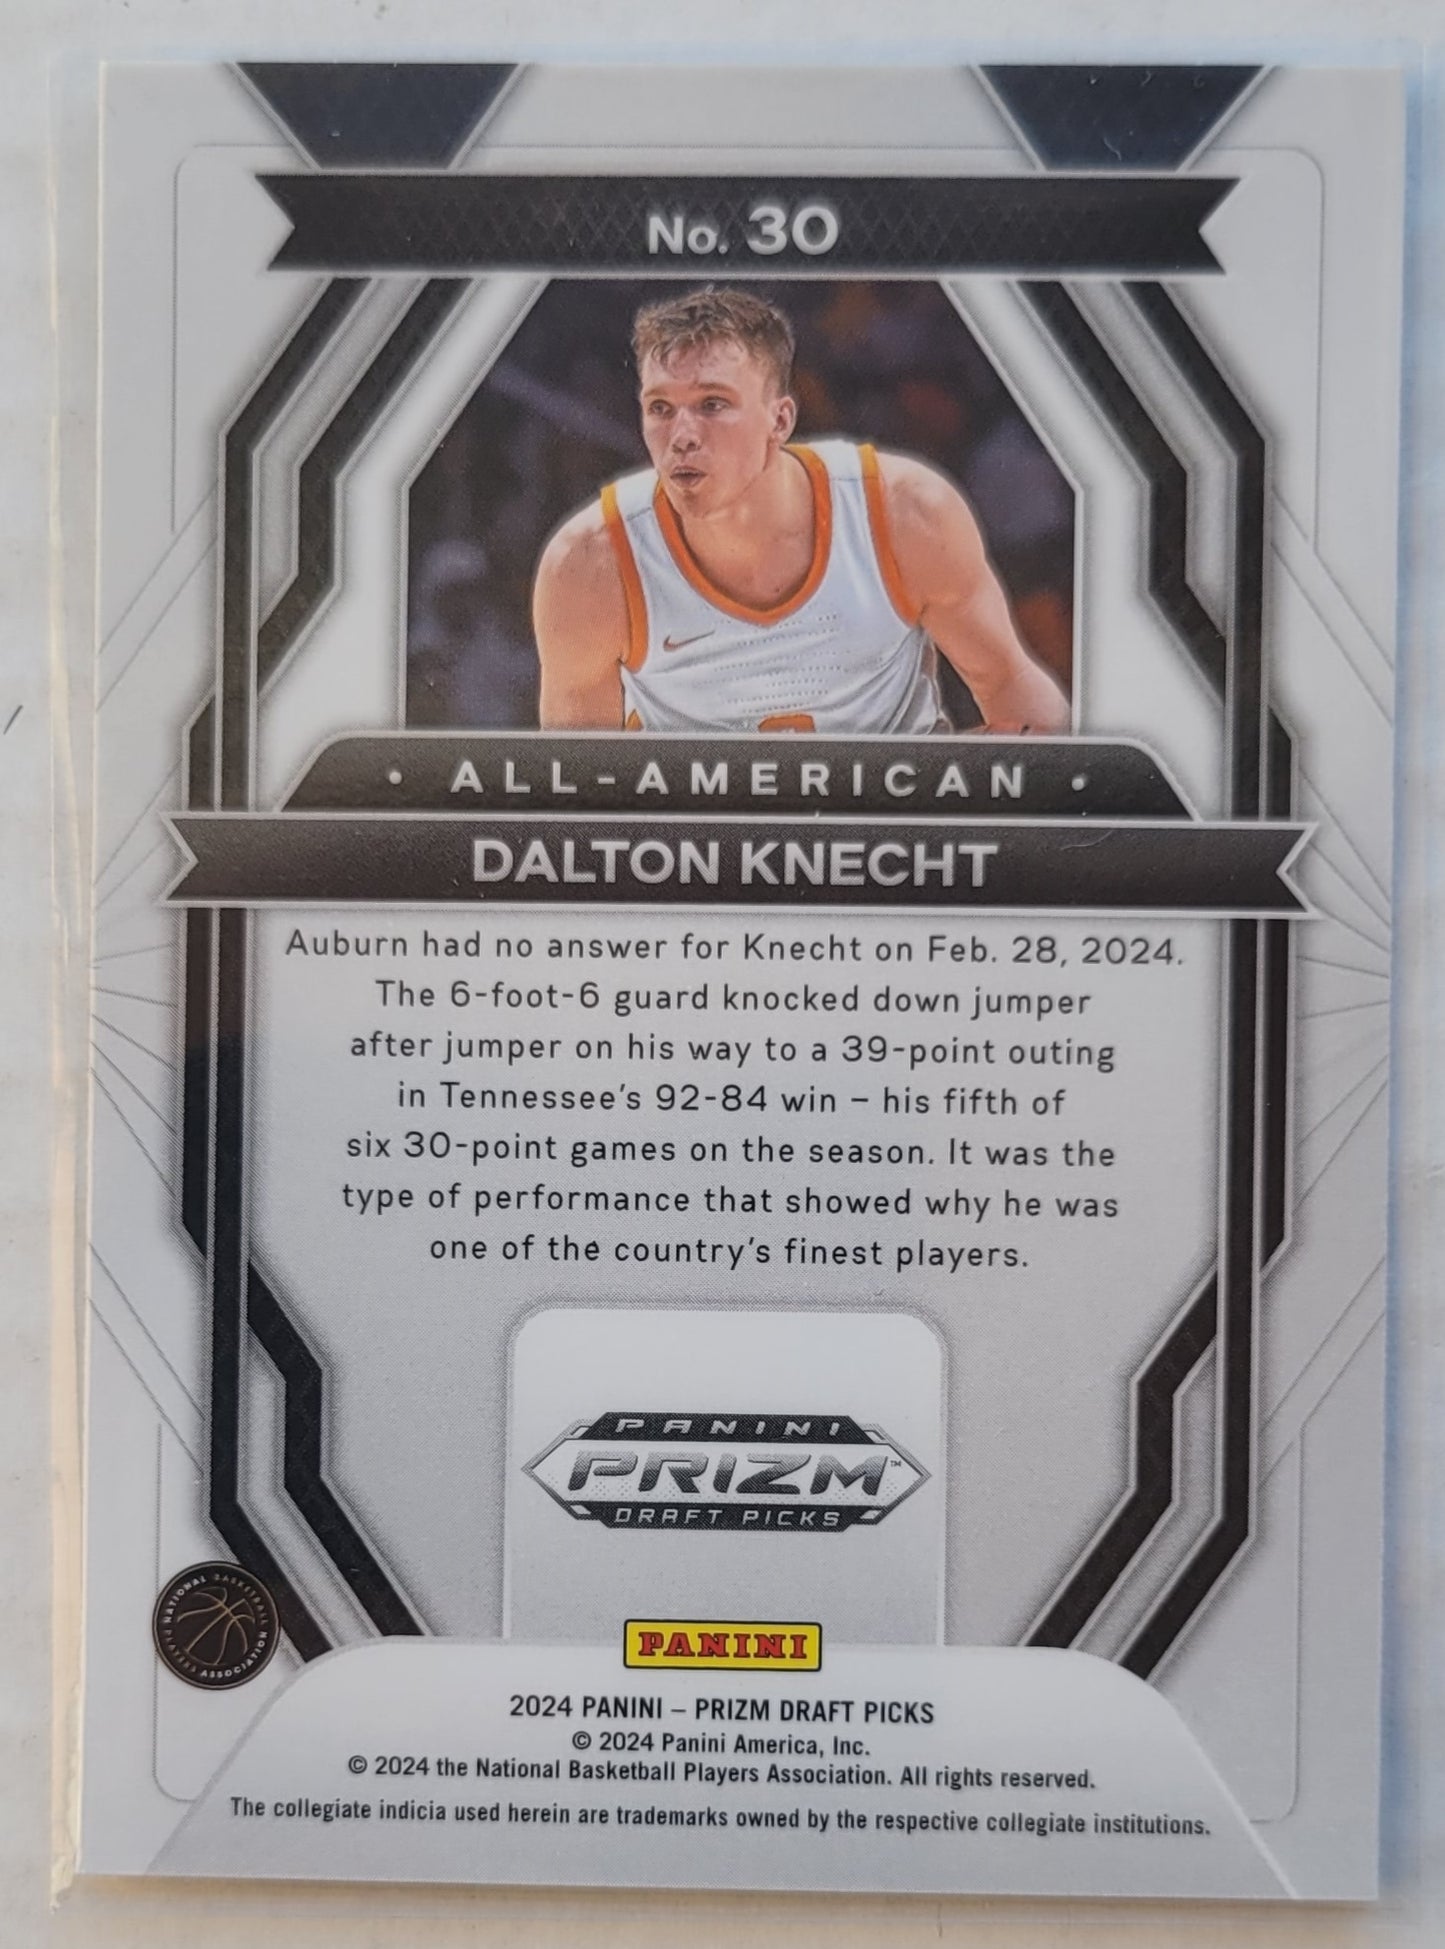 No. 30
• ALL-AMERICAN •
DALTON KNECHT
Auburn had no answer for Knecht on Feb. 28, 2024.
The 6-foot-6 guard knocked down jumper
after jumper on his way to a 39-point outing
in Tennessee's 92-84 win – his fifth of
six 30-point games on the season. It was the
type of performance that showed why he was
one of the country's finest players.
PANINI
PRIZM™
DRAFT PICKS
NATIONAL BASKETBALL
PLAYERS ASSOCIATION
PANINI
2024 PANINI – PRIZM DRAFT PICKS
© 2024 Panini America, Inc.
© 2024 the National Basketball Players Association. All rights reserved.
The collegiate indicia used herein are trademarks owned by the respective collegiate institutions.